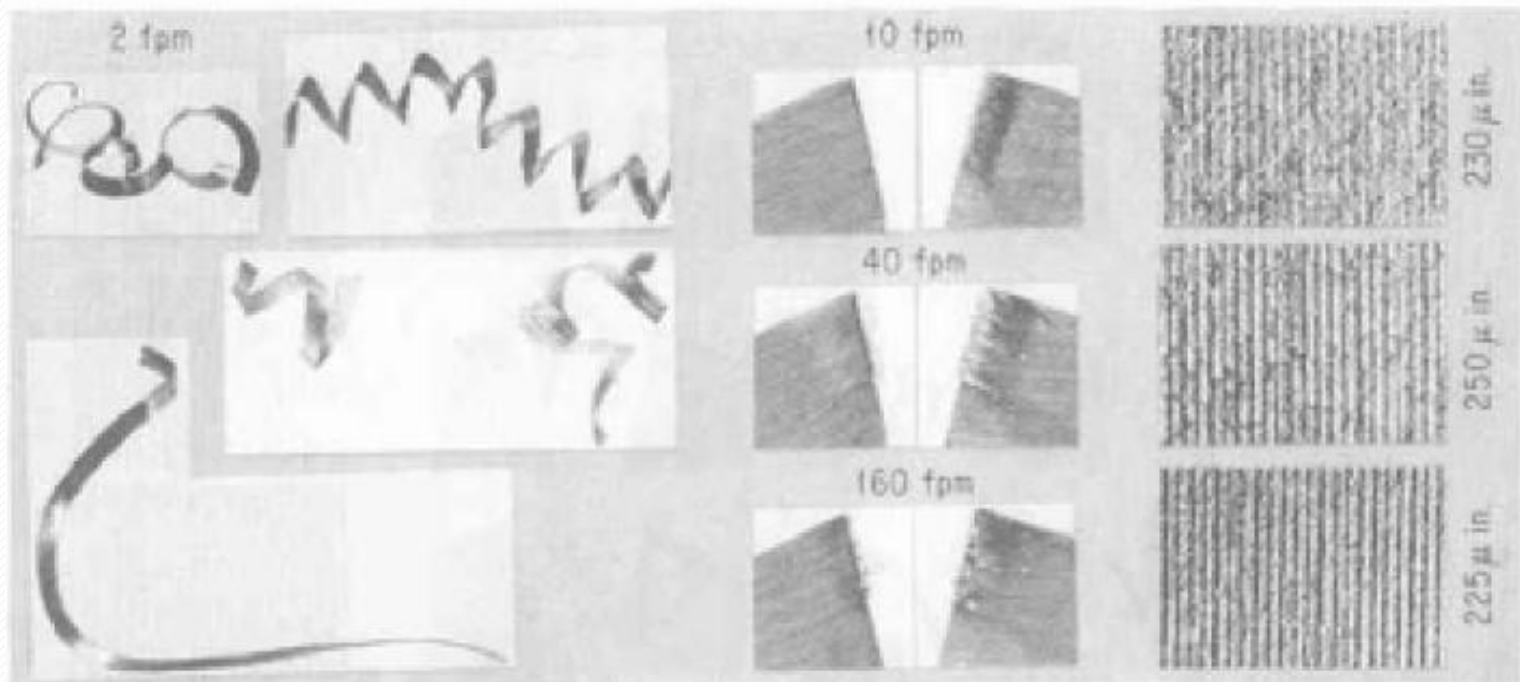 2 fpm
10 fpm
230 μ in.
40 fpm
250 μ in.
160 fpm
225 μ in.